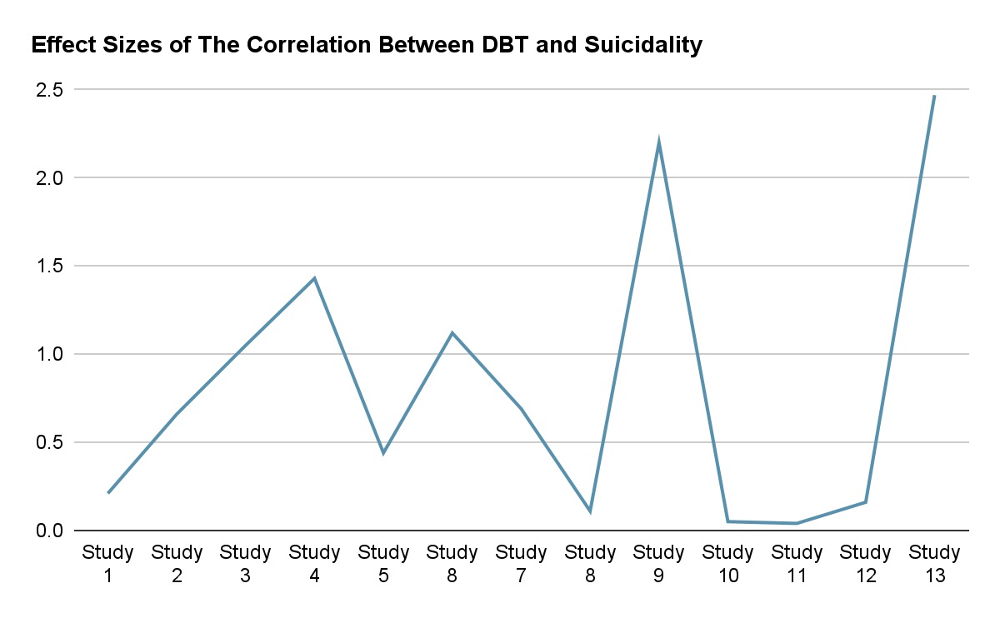 Effect Sizes of The Correlation Between DBT and Suicidality
2.5
2.0
1.5
1.0
0.5
0.0
Study Study Study Study Study Study Study Study Study Study Study Study Study
1 2 3 4 5 8 7 8 9 10 11 12 13